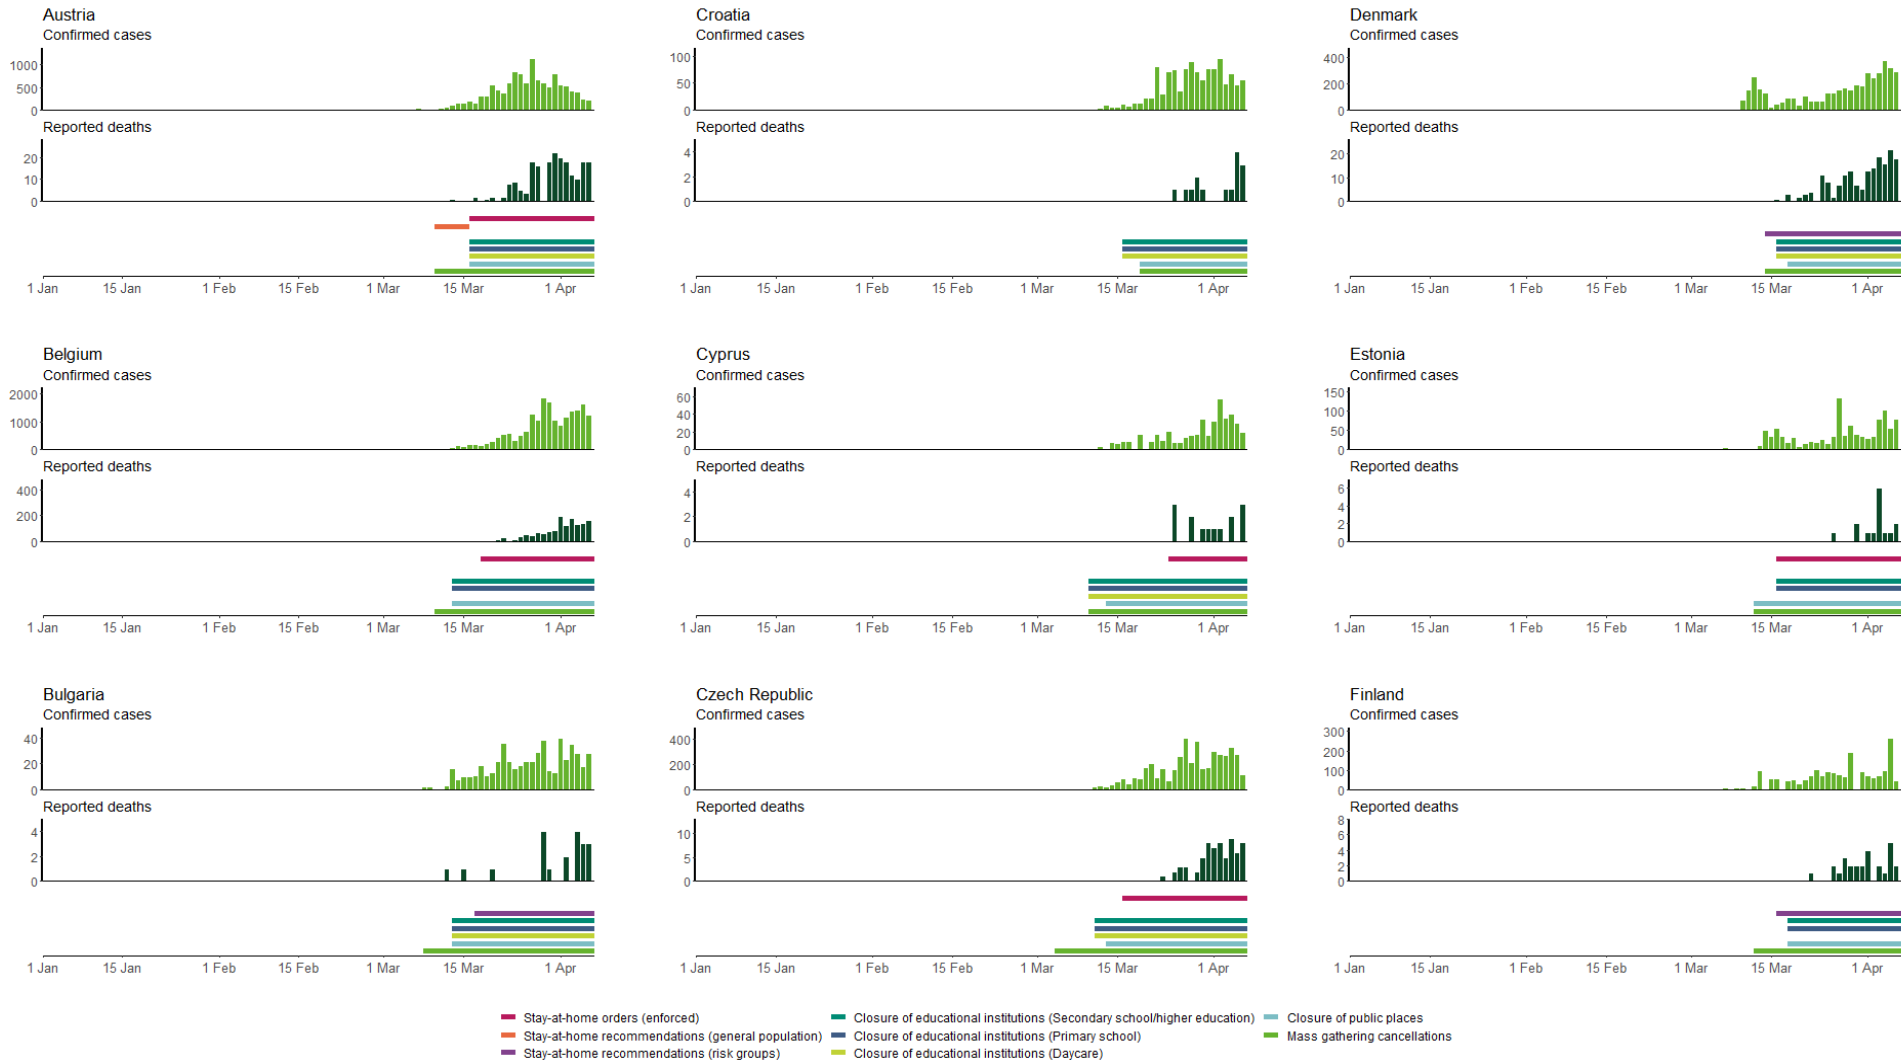 Austria
Confirmed cases
1000
500
0
Reported deaths
20
10
0
1 Jan 15 Jan 1 Feb 15 Feb 1 Mar 15 Mar 1 Apr
Croatia
Confirmed cases
100
50
0
Reported deaths
4
2
0
1 Jan 15 Jan 1 Feb 15 Feb 1 Mar 15 Mar 1 Apr
Denmark
Confirmed cases
400
200
0
Reported deaths
20
10
0
1 Jan 15 Jan 1 Feb 15 Feb 1 Mar 15 Mar 1 Apr
Belgium
Confirmed cases
2000
1000
0
Reported deaths
400
200
0
1 Jan 15 Jan 1 Feb 15 Feb 1 Mar 15 Mar 1 Apr
Cyprus
Confirmed cases
60
40
20
0
Reported deaths
4
2
0
1 Jan 15 Jan 1 Feb 15 Feb 1 Mar 15 Mar 1 Apr
Estonia
Confirmed cases
150
100
50
0
Reported deaths
6
4
2
0
1 Jan 15 Jan 1 Feb 15 Feb 1 Mar 15 Mar 1 Apr
Bulgaria
Confirmed cases
40
20
0
Reported deaths
4
2
0
1 Jan 15 Jan 1 Feb 15 Feb 1 Mar 15 Mar 1 Apr
Czech Republic
Confirmed cases
400
200
0
Reported deaths
10
5
0
1 Jan 15 Jan 1 Feb 15 Feb 1 Mar 15 Mar 1 Apr
Finland
Confirmed cases
300
200
100
0
Reported deaths
8
6
4
2
0
1 Jan 15 Jan 1 Feb 15 Feb 1 Mar 15 Mar 1 Apr
Stay-at-home orders (enforced)
Stay-at-home recommendations (general population)
Stay-at-home recommendations (risk groups)
Closure of educational institutions (Secondary school/higher education)
Closure of educational institutions (Primary school)
Closure of educational institutions (Daycare)
Closure of public places
Mass gathering cancellations